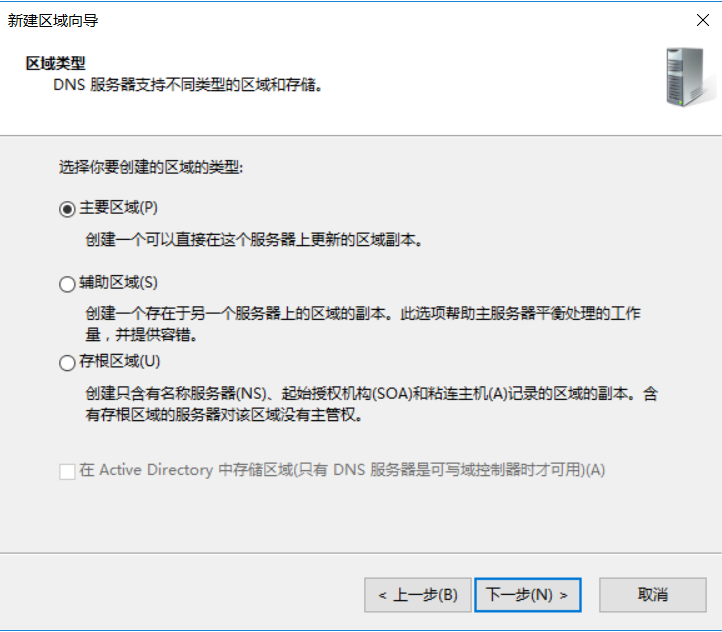 新建区域向导
区域类型
DNS 服务器支持不同类型的区域和存储。
选择你要创建的区域的类型:
主要区域(P)
创建一个可以直接在这个服务器上更新的区域副本。
辅助区域(S)
创建一个存在于另一个服务器上的区域的副本。此选项帮助主服务器平衡处理的工作
量，并提供容错。
存根区域(U)
创建只含有名称服务器(NS)、起始授权机构(SOA)和粘连主机(A)记录的区域的副本。含
有存根区域的服务器对该区域没有主管权。
在 Active Directory 中存储区域(只有 DNS 服务器是可写域控制器时才可用)(A)
< 上一步(B) 下一步(N) > 取消